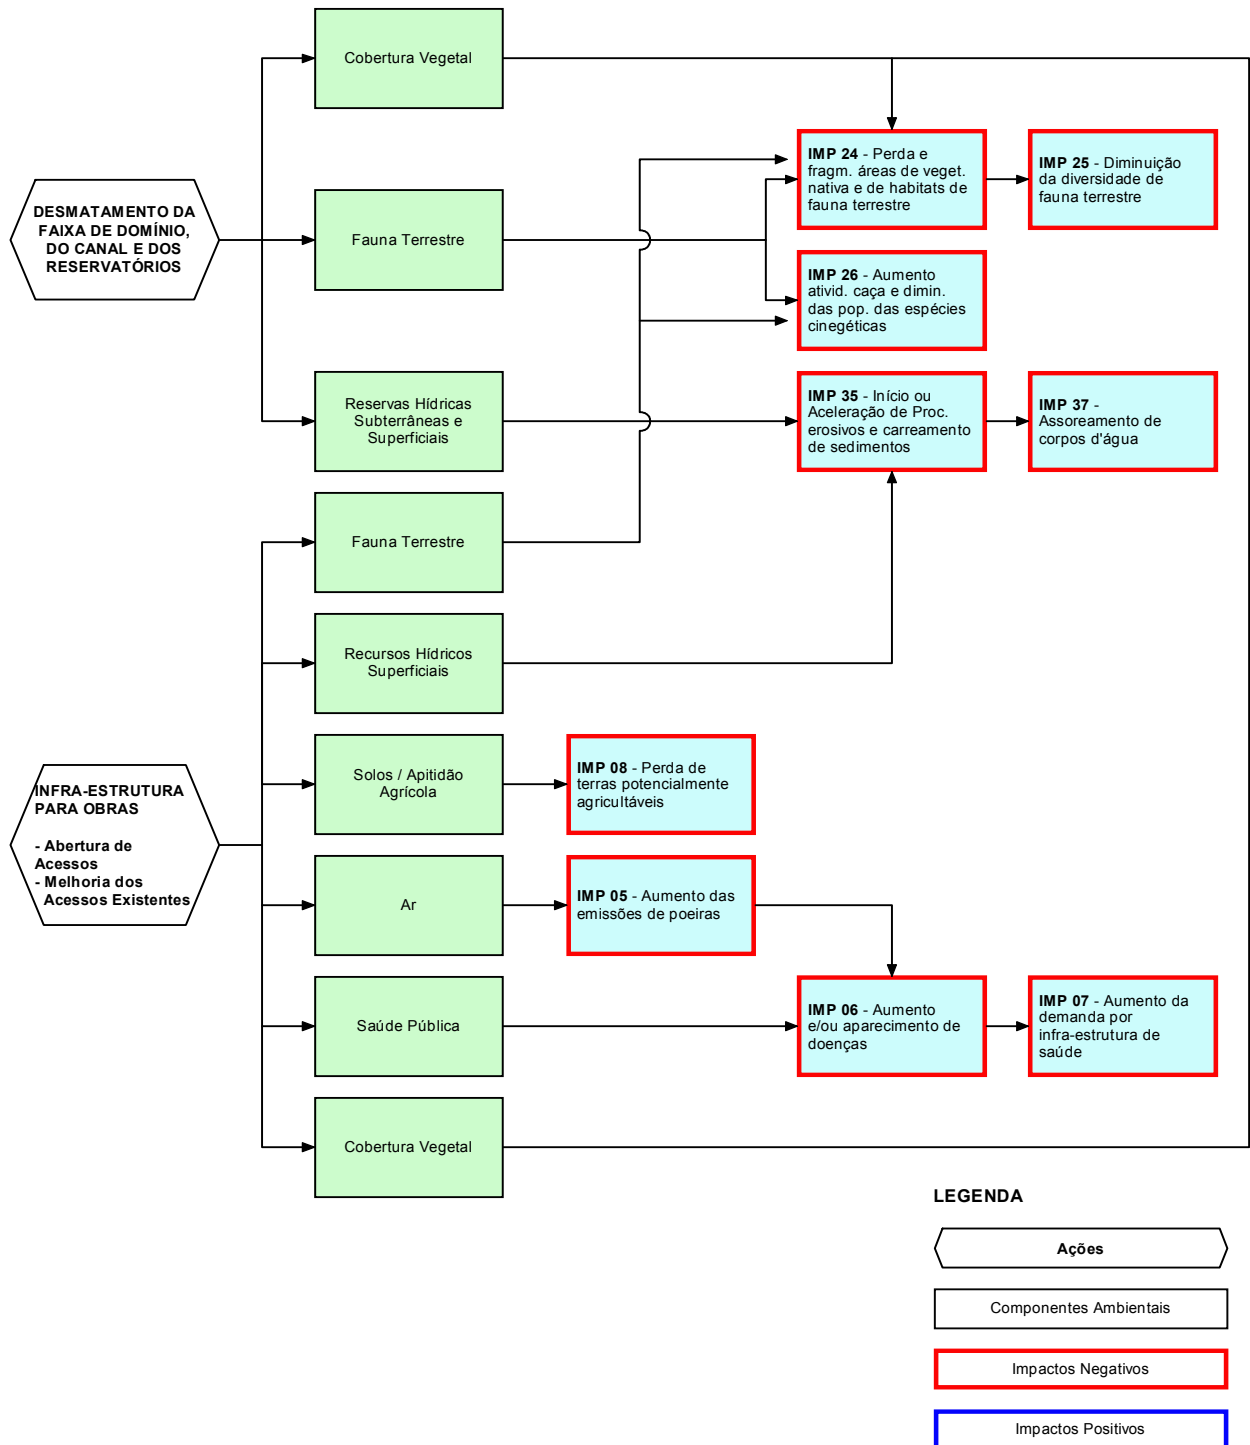 Cobertura Vegetal
IMP 24 - Perda e
fragm. áreas de veget.
nativa e de habitats de
fauna terrestre
IMP 25 - Diminuição
da diversidade de
fauna terrestre
DESMATAMENTO DA
FAIXA DE DOMÍNIO,
DO CANAL E DOS
RESERVATÓRIOS
Fauna Terrestre
IMP 26 - Aumento
ativid. caça e dimin.
das pop. das espécies
cinegéticas
Reservas Hídricas
Subterrâneas e
Superficiais
IMP 35 - Início ou
Aceleração de Proc.
erosivos e carreamento
de sedimentos
IMP 37 -
Assoreamento de
corpos d'água
Fauna Terrestre
Recursos Hídricos
Superficiais
Solos / Apitidão
Agrícola
IMP 08 - Perda de
terras potencialmente
agricultáveis
INFRA-ESTRUTURA
PARA OBRAS
- Abertura de
Acessos
- Melhoria dos
Acessos Existentes
Ar
IMP 05 - Aumento das
emissões de poeiras
Saúde Pública
IMP 06 - Aumento
e/ou aparecimento de
doenças
IMP 07 - Aumento da
demanda por
infra-estrutura de
saúde
Cobertura Vegetal
LEGENDA
Ações
Componentes Ambientais
Impactos Negativos
Impactos Positivos